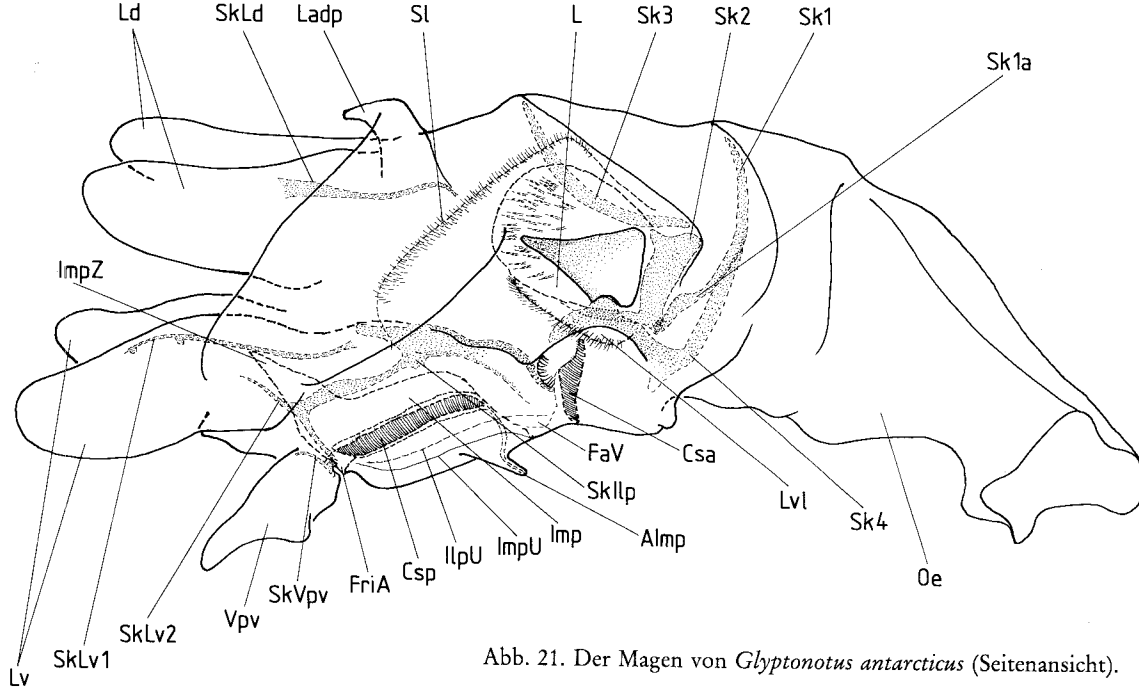 Ld SkLd Ladp Sl L Sk3 Sk2 Sk1
Sk1a
ImpZ
FaV Csa
SkIlp Lvl Sk4
AImp
Imp
ImpU
IlpU
Csp
FriA
SkVpv
Vpv
SkLv2
SkLv1
Lv
Oe
Abb. 21. Der Magen von Glyptonotus antarcticus (Seitenansicht).